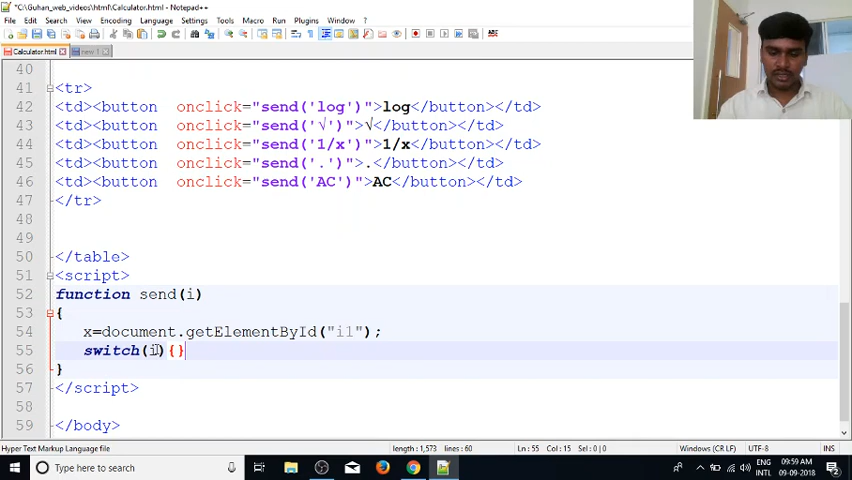 *C:\Guhan_web_videos\Calculator.html - Notepad++
File Edit Search View Encoding Language Settings Tools Macro Run Plugins Window ?
Calculator.html new 1
40
41 <tr>
42 <td><button onclick="send('log')">log</button></td>
43 <td><button onclick="send('√')">√</button></td>
44 <td><button onclick="send('1/x')">1/x</button></td>
45 <td><button onclick="send('.')">.</button></td>
46 <td><button onclick="send('AC')">AC</button></td>
47 </tr>
48
49
50 </table>
51 <script>
52 function send(i)
53 {
54 x=document.getElementById("i1");
55 switch(i){}
56 }
57 </script>
58
59 </body>
Hyper Text Markup Language file length : 1,573 lines : 60 Ln : 55 Col : 15 Sel : 0 | 0 Windows (CR LF) UTF-8 INS
Type here to search
ENG
INTL
09:59 AM
09-09-2018